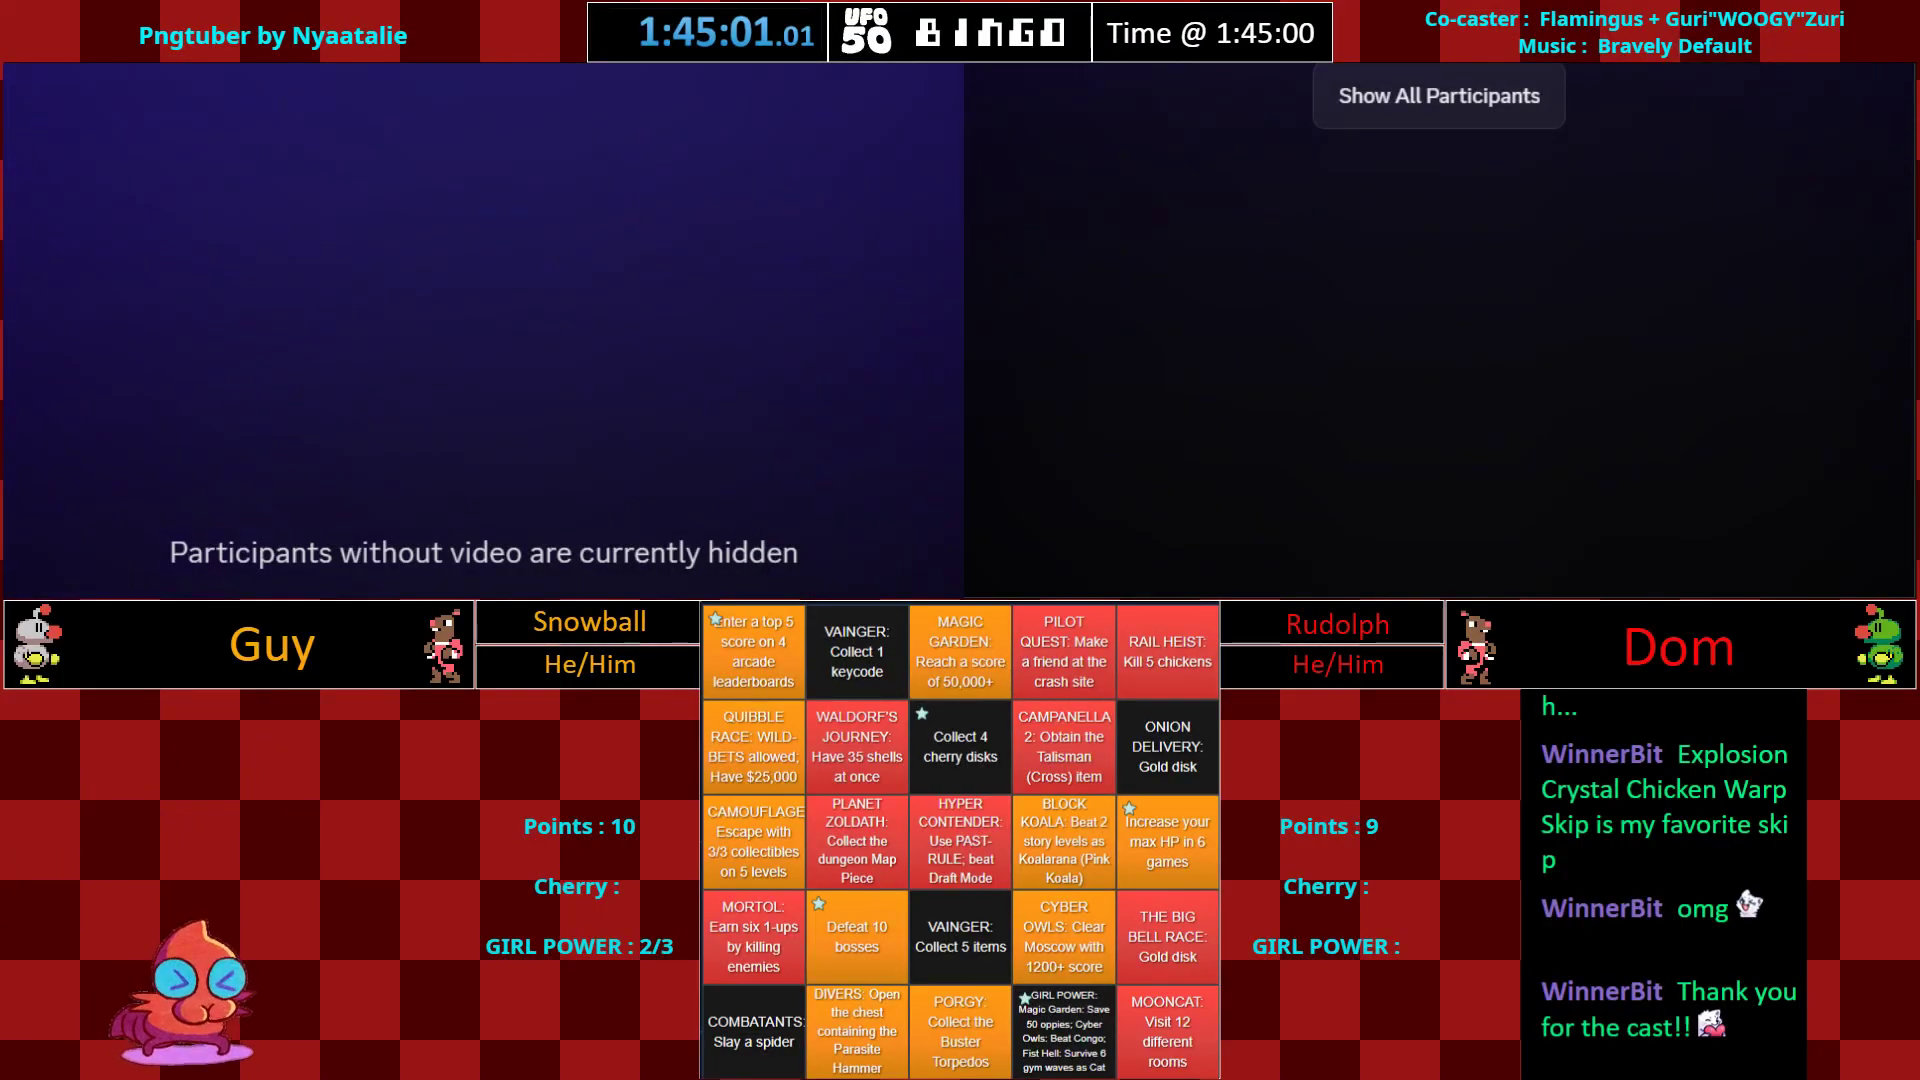 Pngtuber by Nyaatalie
1:45:01.01
UFO 50
BINGO
Time @ 1:45:00
Co-caster : Flamingus + Guri"WOOGY"Zuri
Music : Bravely Default
Show All Participants
Participants without video are currently hidden
Guy
Snowball
He/Him
Rudolph
He/Him
Dom
Enter a top 5
score on 4
arcade
leaderboards
VAINGER:
Collect 1
keycode
MAGIC
GARDEN:
Reach a score
of 50,000+
PILOT
QUEST: Make
a friend at the
crash site
RAIL HEIST:
Kill 5 chickens
QUIBBLE
RACE: WILD-
BETS allowed;
Have $25,000
WALDORF'S
JOURNEY:
Have 35 shells
at once
Collect 4
cherry disks
CAMPANELLA
2: Obtain the
Talisman
(Cross) item
ONION
DELIVERY:
Gold disk
CAMOUFLAGE
Escape with
3/3 collectibles
on 5 levels
PLANET
ZOLDATH:
Collect the
dungeon Map
Piece
HYPER
CONTENDER:
Use PAST-
RULE; beat
Draft Mode
BLOCK
KOALA: Beat 2
story levels as
Koalarana (Pink
Koala)
Increase your
max HP in 6
games
MORTOL:
Earn six 1-ups
by killing
enemies
Defeat 10
bosses
VAINGER:
Collect 5 items
CYBER
OWLS: Clear
Moscow with
1200+ score
THE BIG
BELL RACE:
Gold disk
COMBATANTS:
Slay a spider
DIVERS: Open
the chest
containing the
Parasite
Hammer
PORGY:
Collect the
Buster
Torpedos
GIRL POWER:
Magic Garden: Save
50 oppies; Cyber
Owls: Beat Congo;
Fist Hell: Survive 6
gym waves as Cat
MOONCAT:
Visit 12
different
rooms
Points : 10
Cherry :
GIRL POWER : 2/3
Points : 9
Cherry :
GIRL POWER :
h...
WinnerBit Explosion
Crystal Chicken Warp
Skip is my favorite ski
p
WinnerBit omg
WinnerBit Thank you
for the cast!!